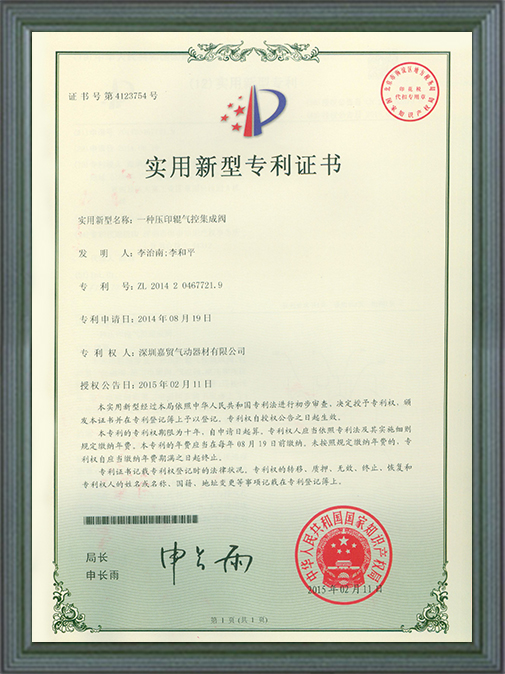 证书号第4123754号
实用新型专利证书
实用新型名称：一种压印辊气控集成阀
发 明 人：李治南;李和平
专 利 号：ZL 2014 2 0467721.9
专利申请日：2014年08月19日
专 利 权 人：深圳嘉贸气动器材有限公司
授权公告日：2015年02月11日
本实用新型经过本局依照中华人民共和国专利法进行初步审查，决定授予专利权，颁
发本证书并在专利登记簿上予以登记。专利权自授权公告之日起生效。
本专利的专利权期限为十年，自申请日起算。专利权人应当依照专利法及其实施细则
规定缴纳年费。本专利的年费应当在每年08月19日前缴纳。未按照规定缴纳年费的，专
利权自应当缴纳年费期满之日起终止。
专利证书记载专利权登记时的法律状况。专利权的转移、质押、无效、终止、恢复和
专利权人的姓名或名称、国籍、地址变更等事项记载在专利登记簿上。
局长
申长雨
申长雨
中华人民共和国国家知识产权局
2015年02月11日
第1页(共1页)